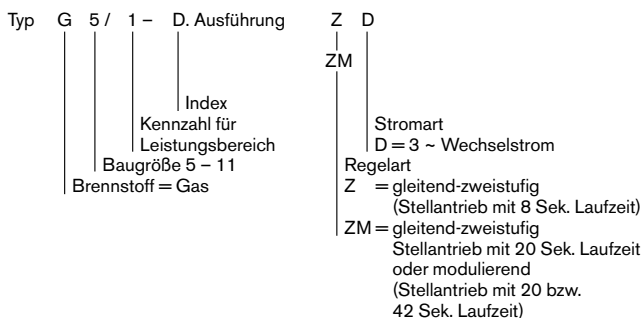 Typ G 5 / 1 – D. Ausführung Z D
ZM
Index
Kennzahl für
Leistungsbereich
Baugröße 5 – 11
Brennstoff = Gas
Stromart
D = 3 ~ Wechselstrom
Regelart
Z = gleitend-zweistufig
(Stellantrieb mit 8 Sek. Laufzeit)
ZM = gleitend-zweistufig
Stellantrieb mit 20 Sek. Laufzeit
oder modulierend
(Stellantrieb mit 20 bzw.
42 Sek. Laufzeit)